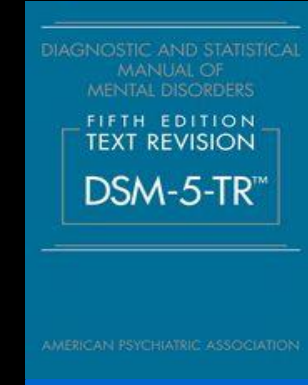 DIAGNOSTIC AND STATISTICAL
MANUAL OF
MENTAL DISORDERS
FIFTH EDITION
TEXT REVISION
DSM-5-TR™
AMERICAN PSYCHIATRIC ASSOCIATION